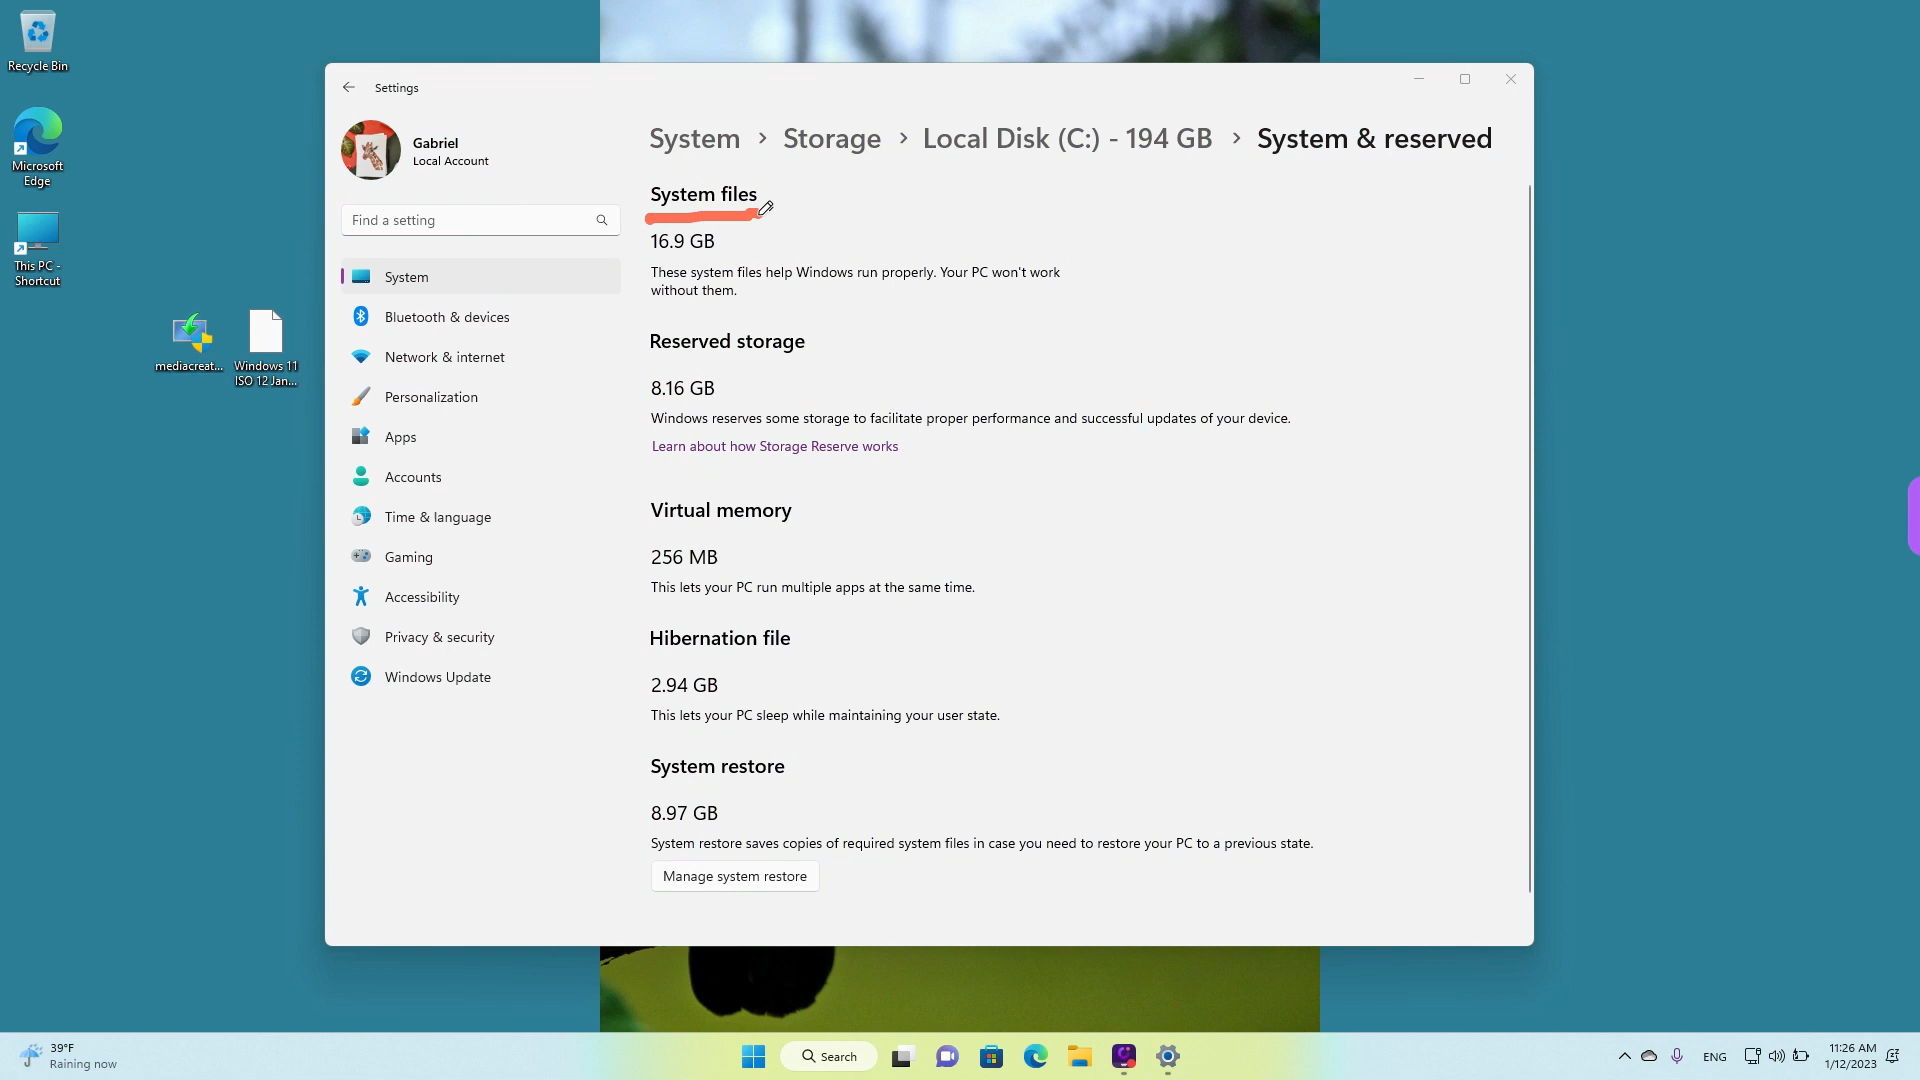 Recycle Bin
Microsoft
Edge
This PC -
Shortcut
mediacreat...
Windows 11
ISO 12 Jan...
Settings
Gabriel
Local Account
Find a setting
System
Bluetooth & devices
Network & internet
Personalization
Apps
Accounts
Time & language
Gaming
Accessibility
Privacy & security
Windows Update
System > Storage > Local Disk (C:) - 194 GB > System & reserved
System files
16.9 GB
These system files help Windows run properly. Your PC won't work
without them.
Reserved storage
8.16 GB
Windows reserves some storage to facilitate proper performance and successful updates of your device.
Learn about how Storage Reserve works
Virtual memory
256 MB
This lets your PC run multiple apps at the same time.
Hibernation file
2.94 GB
This lets your PC sleep while maintaining your user state.
System restore
8.97 GB
System restore saves copies of required system files in case you need to restore your PC to a previous state.
Manage system restore
39°F
Raining now
Search
ENG
11:26 AM
1/12/2023